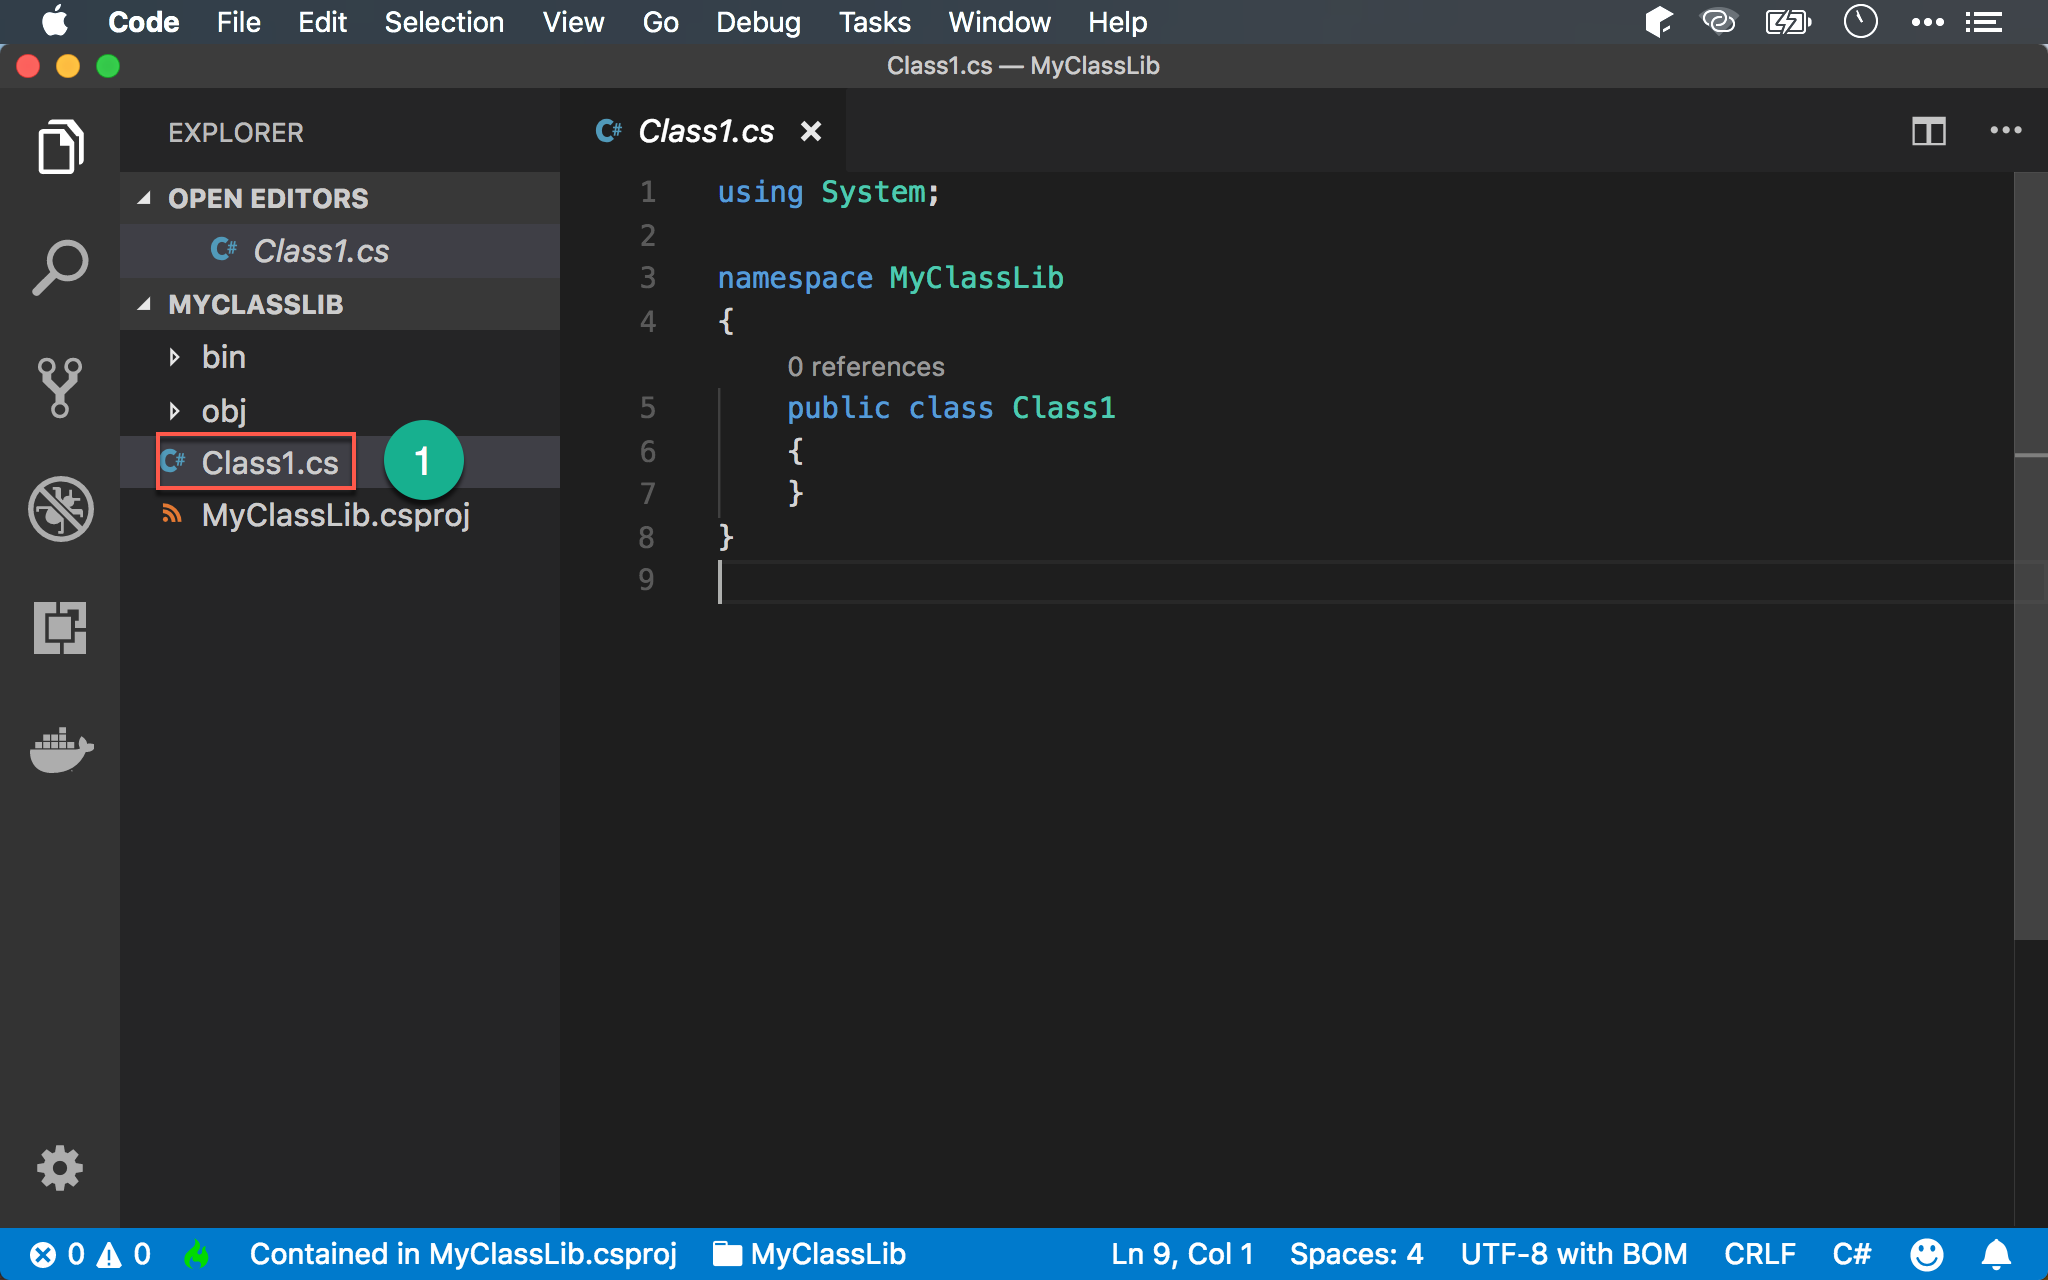 Code File Edit Selection View Go Debug Tasks Window Help
Class1.cs — MyClassLib
EXPLORER
OPEN EDITORS
C# Class1.cs
MYCLASSLIB
bin
obj
C# Class1.cs 1
MyClassLib.csproj
C# Class1.cs
1 using System;
2
3 namespace MyClassLib
4 {
0 references
5 public class Class1
6 {
7 }
8 }
9
0 0 Contained in MyClassLib.csproj MyClassLib Ln 9, Col 1 Spaces: 4 UTF-8 with BOM CRLF C#